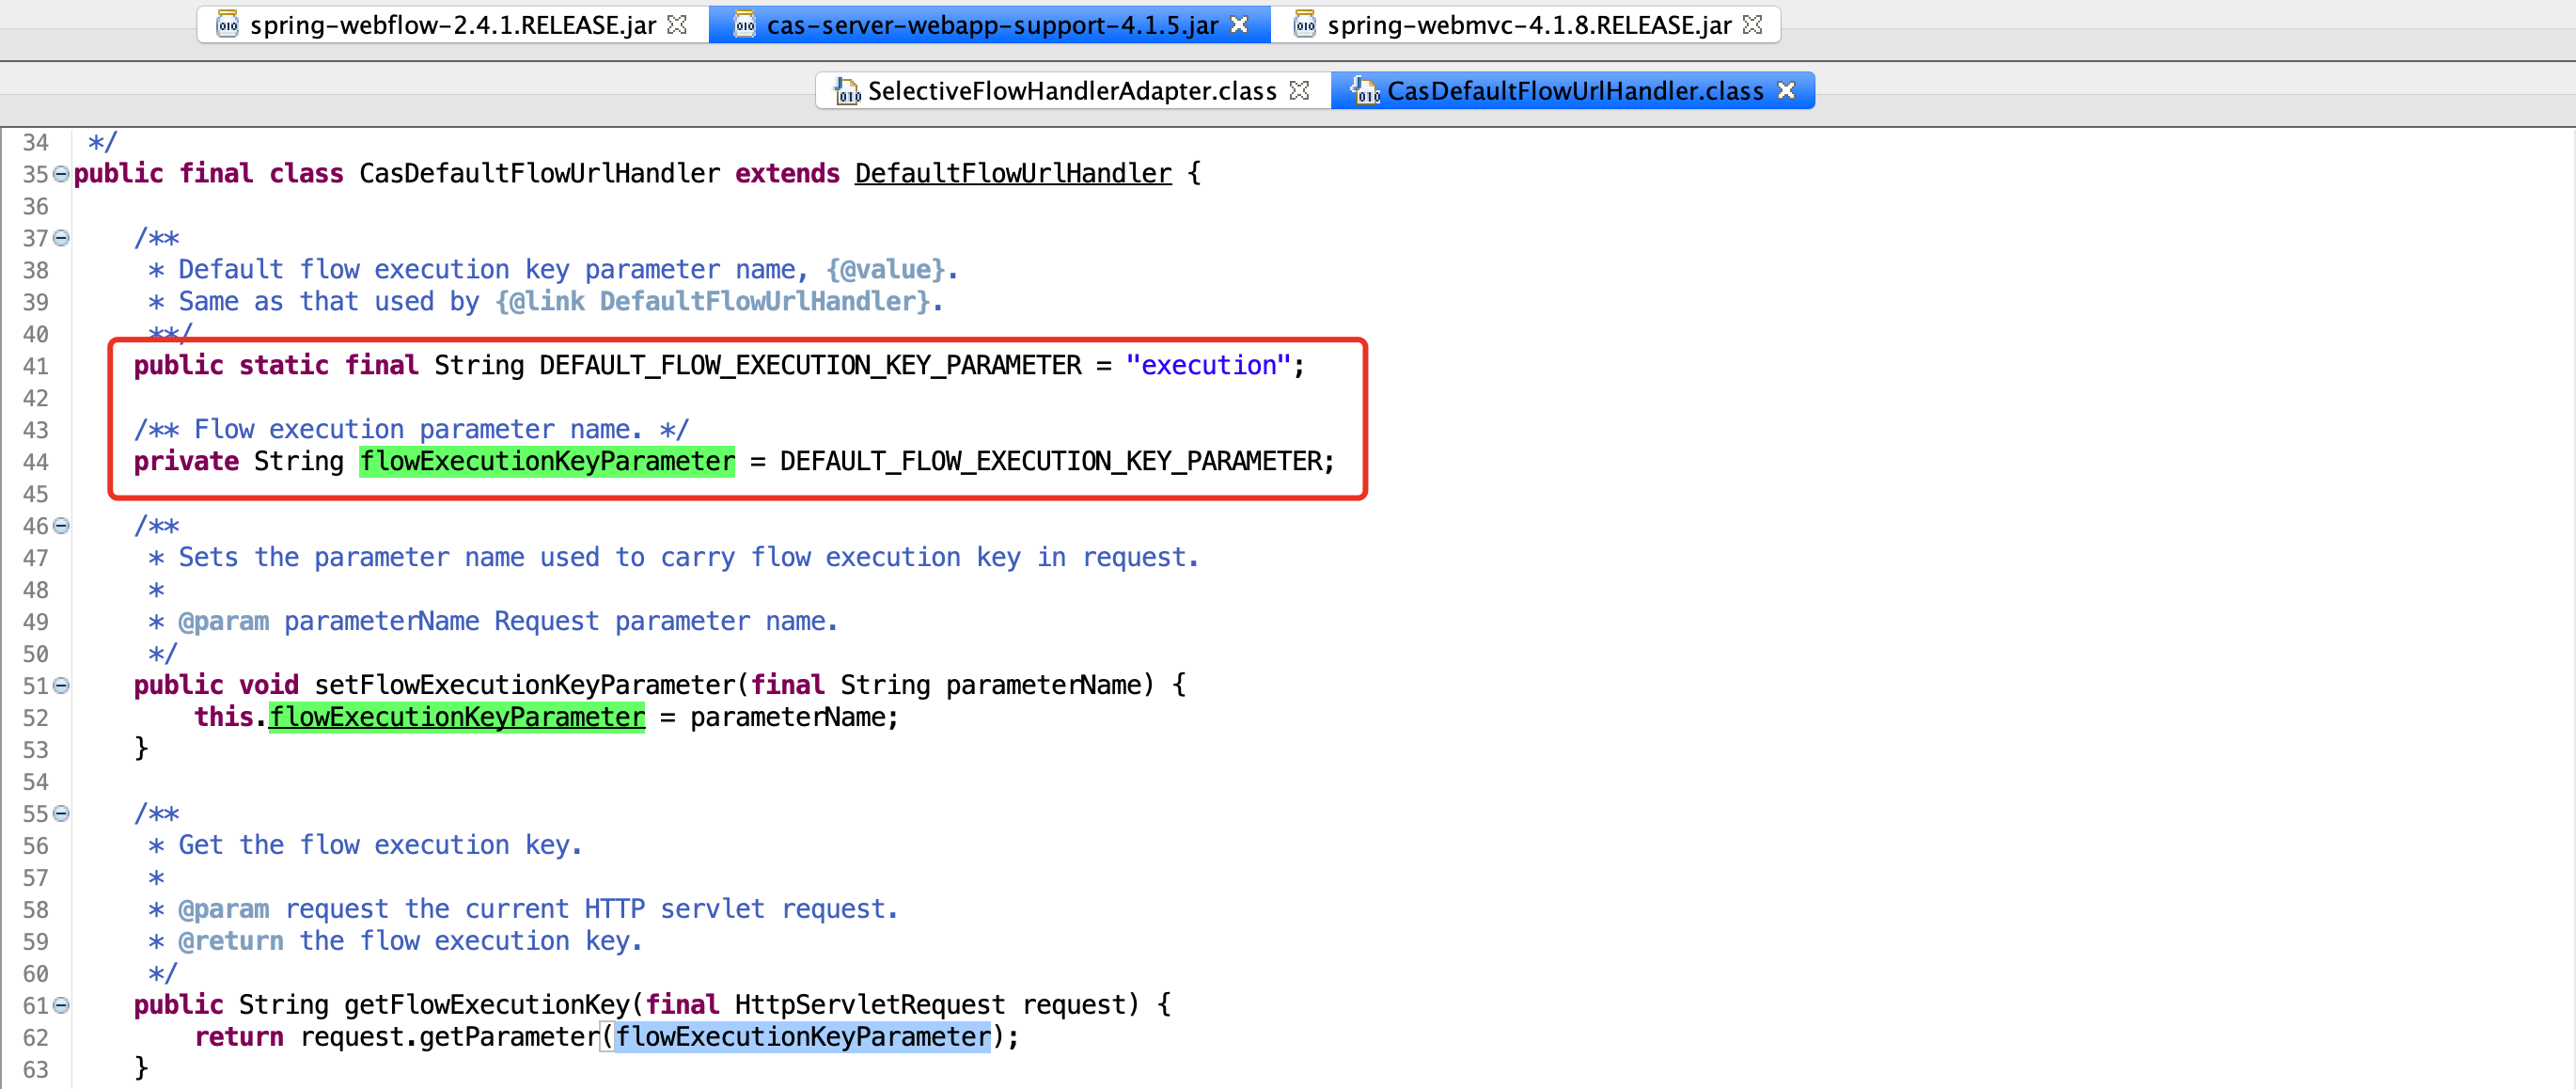 spring-webflow-2.4.1.RELEASE.jar cas-server-webapp-support-4.1.5.jar spring-webmvc-4.1.8.RELEASE.jar
SelectiveFlowHandlerAdapter.class CasDefaultFlowUrlHandler.class
34 */
35 public final class CasDefaultFlowUrlHandler extends DefaultFlowUrlHandler {
36
37 /**
38 * Default flow execution key parameter name, {@value}.
39 * Same as that used by {@link DefaultFlowUrlHandler}.
40 **/
41 public static final String DEFAULT_FLOW_EXECUTION_KEY_PARAMETER = "execution";
42
43 /** Flow execution parameter name. */
44 private String flowExecutionKeyParameter = DEFAULT_FLOW_EXECUTION_KEY_PARAMETER;
45
46 /**
47 * Sets the parameter name used to carry flow execution key in request.
48 *
49 * @param parameterName Request parameter name.
50 */
51 public void setFlowExecutionKeyParameter(final String parameterName) {
52 this.flowExecutionKeyParameter = parameterName;
53 }
54
55 /**
56 * Get the flow execution key.
57 *
58 * @param request the current HTTP servlet request.
59 * @return the flow execution key.
60 */
61 public String getFlowExecutionKey(final HttpServletRequest request) {
62 return request.getParameter(flowExecutionKeyParameter);
63 }